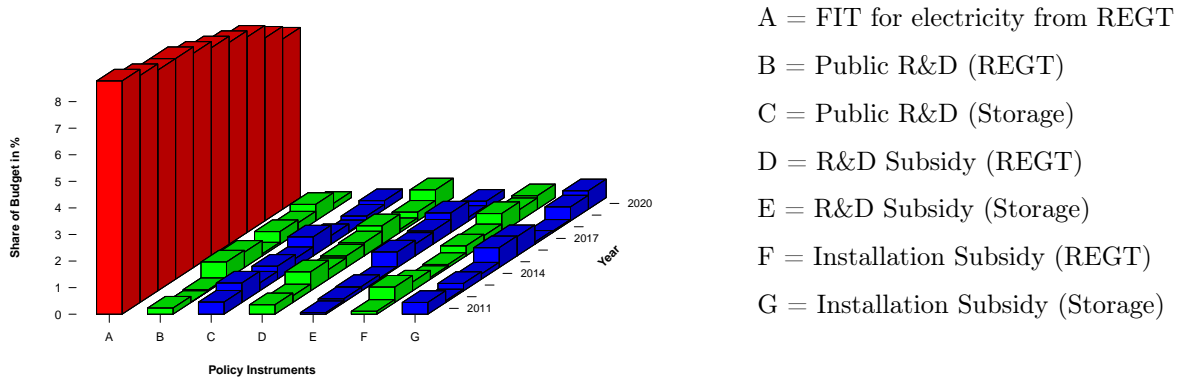 Share of Budget in %
8
7
6
5
4
3
2
1
0
A
B
C
D
E
F
G
Policy Instruments
2020
2017
2014
2011
Year
A = FIT for electricity from REGT
B = Public R&D (REGT)
C = Public R&D (Storage)
D = R&D Subsidy (REGT)
E = R&D Subsidy (Storage)
F = Installation Subsidy (REGT)
G = Installation Subsidy (Storage)